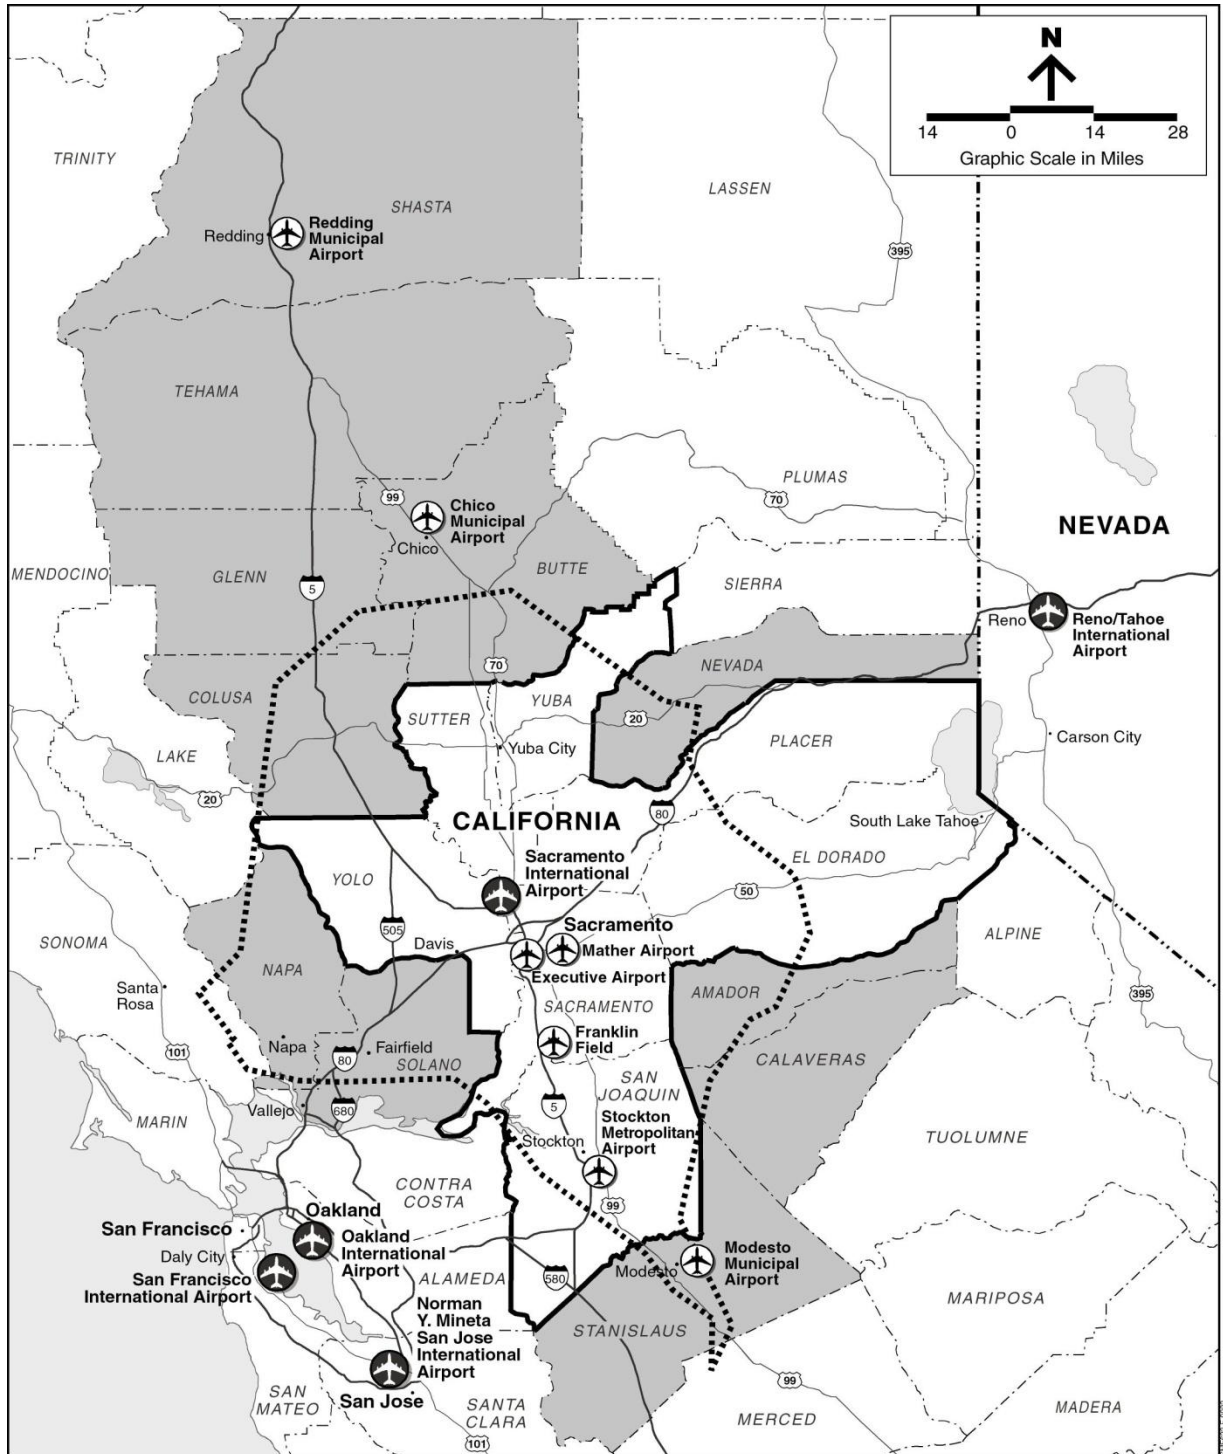 N
14 0 14 28
Graphic Scale in Miles
TRINITY
LASSEN
SHASTA
Redding
Redding
Municipal
Airport
395
TEHAMA
PLUMAS
70
99
Chico
Municipal
Airport
Chico
NEVADA
MENDOCINO
GLENN
5
BUTTE
SIERRA
Reno
Reno/Tahoe
International
Airport
70
NEVADA
COLUSA
SUTTER
YUBA
20
PLACER
Yuba City
Carson City
LAKE
20
80
CALIFORNIA
South Lake Tahoe
Sacramento
International
Airport
EL DORADO
YOLO
50
505
Sacramento
SONOMA
Davis
Mather Airport
ALPINE
NAPA
Executive Airport
Santa
Rosa
AMADOR
SACRAMENTO
395
Franklin
Field
101
Napa
80
Fairfield
SOLANO
CALAVERAS
SAN
JOAQUIN
Vallejo
680
5
MARIN
Stockton
Metropolitan
Airport
Stockton
TUOLUMNE
CONTRA
COSTA
99
Oakland
San Francisco
Oakland
International
Airport
Daly City
San Francisco
International Airport
Modesto
Municipal
Airport
Modesto
ALAMEDA
580
Norman
Y. Mineta
San Jose
International
Airport
MARIPOSA
STANISLAUS
99
San Jose
SAN
MATEO
SANTA
CLARA
MERCED
MADERA
101